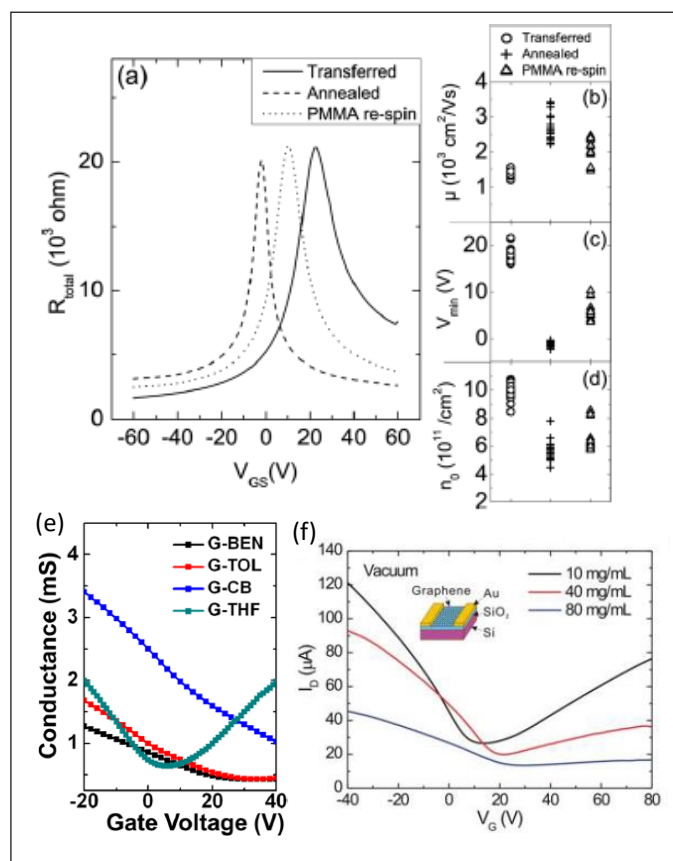 (a)
Transferred
Annealed
PMMA re-spin
R_total (10^3 ohm)
20
10
0
-60 -40 -20 0 20 40 60
V_GS(V)
Transferred
Annealed
PMMA re-spin
(b)
μ (10^3 cm^2/Vs)
4
3
2
1
(c)
V_min (V)
20
10
0
(d)
n_0 (10^11 /cm^2)
10
8
6
4
2
(e)
G-BEN
G-TOL
G-CB
G-THF
Conductance (mS)
4
3
2
1
-20 0 20 40
Gate Voltage (V)
(f)
Vacuum
Graphene
Au
SiO_2
Si
10 mg/mL
40 mg/mL
80 mg/mL
I_D (μA)
140
120
100
80
60
40
20
0
-40 -20 0 20 40 60 80
V_G (V)